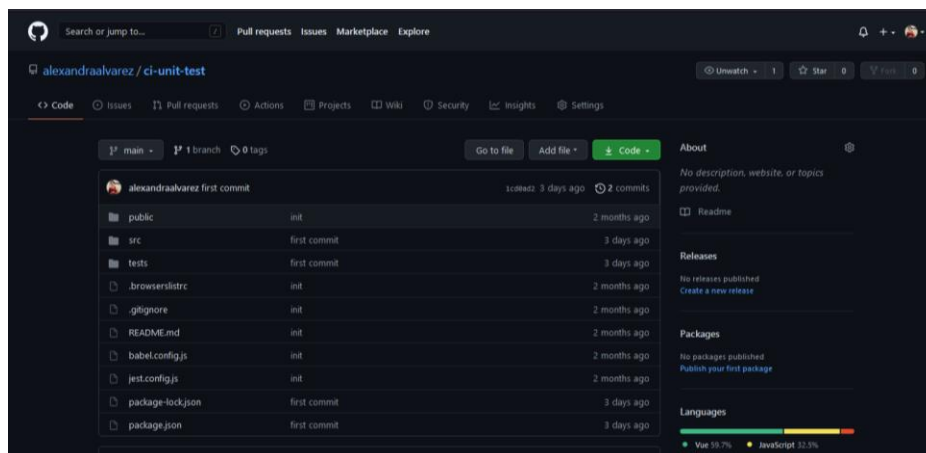 Search or jump to... / Pull requests Issues Marketplace Explore
alexandraalvarez / ci-unit-test Unwatch 1 Star 0 Fork 0
Code Issues Pull requests Actions Projects Wiki Security Insights Settings
main 1 branch 0 tags Go to file Add file Code
About
No description, website, or topics
provided.
Readme
alexandraalvarez first commit 3 days ago 2 commits
public init 2 months ago
src first commit 3 days ago
tests first commit 3 days ago
.browserslistrc init 2 months ago
.gitignore init 2 months ago
README.md init 2 months ago
babel.config.js init 2 months ago
jest.config.js init 2 months ago
package-lock.json first commit 3 days ago
package.json first commit 3 days ago
Releases
No releases published
Create a new release
Packages
No packages published
Publish your first package
Languages
Vue 59.7% JavaScript 32.5%